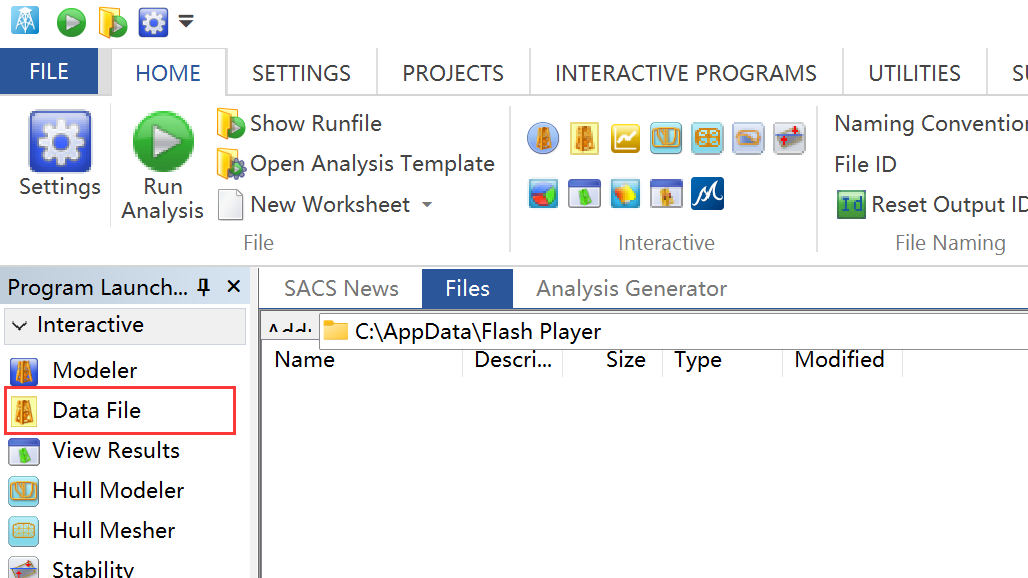 FILE HOME SETTINGS PROJECTS INTERACTIVE PROGRAMS UTILITIES
Settings
Run
Analysis
Show Runfile
Open Analysis Template
New Worksheet
File
Interactive
Naming Convention
File ID
Id Reset Output ID
File Naming
Program Launch...
Interactive
Modeler
Data File
View Results
Hull Modeler
Hull Mesher
Stability
SACS News Files Analysis Generator
C:\AppData\Flash Player
Name Descri... Size Type Modified